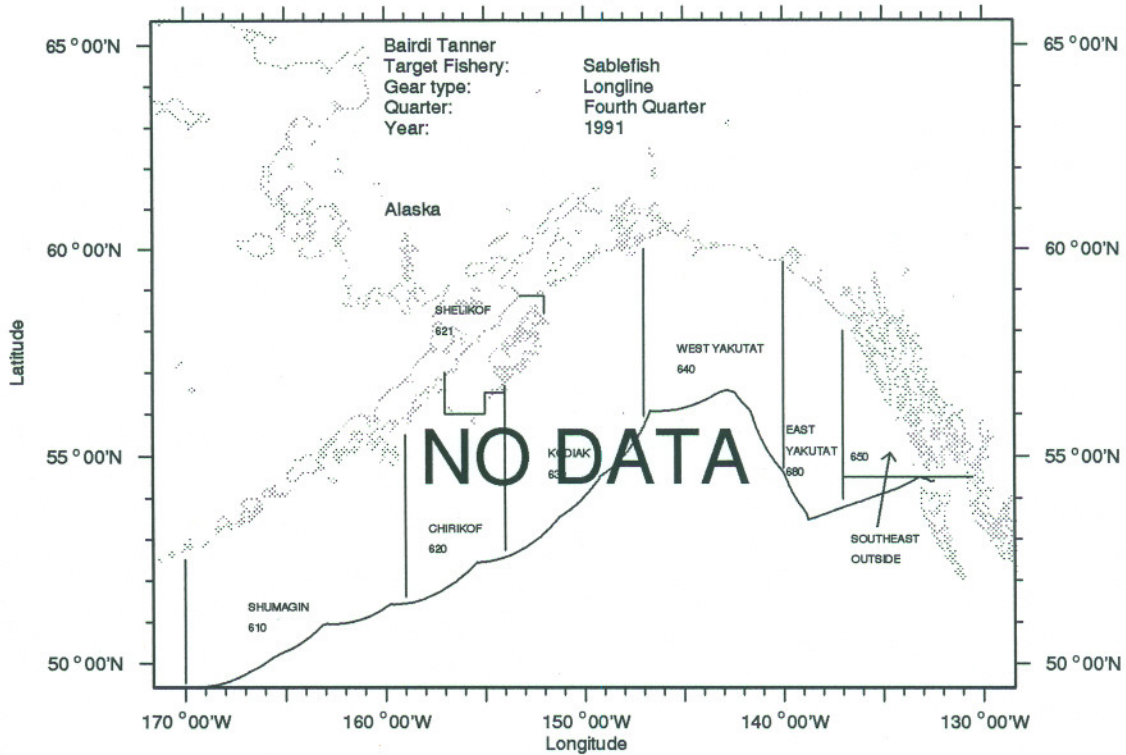 65 °00'N
65 °00'N
Bairdi Tanner
Target Fishery: Sablefish
Gear type: Longline
Quarter: Fourth Quarter
Year: 1991
Alaska
60 °00'N
60 °00'N
Latitude
SHELIKOF
621
WEST YAKUTAT
640
NO DATA
KODIAK
EAST
YAKUTAT
680
650
55 °00'N
55 °00'N
CHIRIKOF
620
SOUTHEAST
OUTSIDE
SHUMAGIN
610
50 °00'N
50 °00'N
170 °00'W
160 °00'W
150 °00'W
140 °00'W
130 °00'W
Longitude